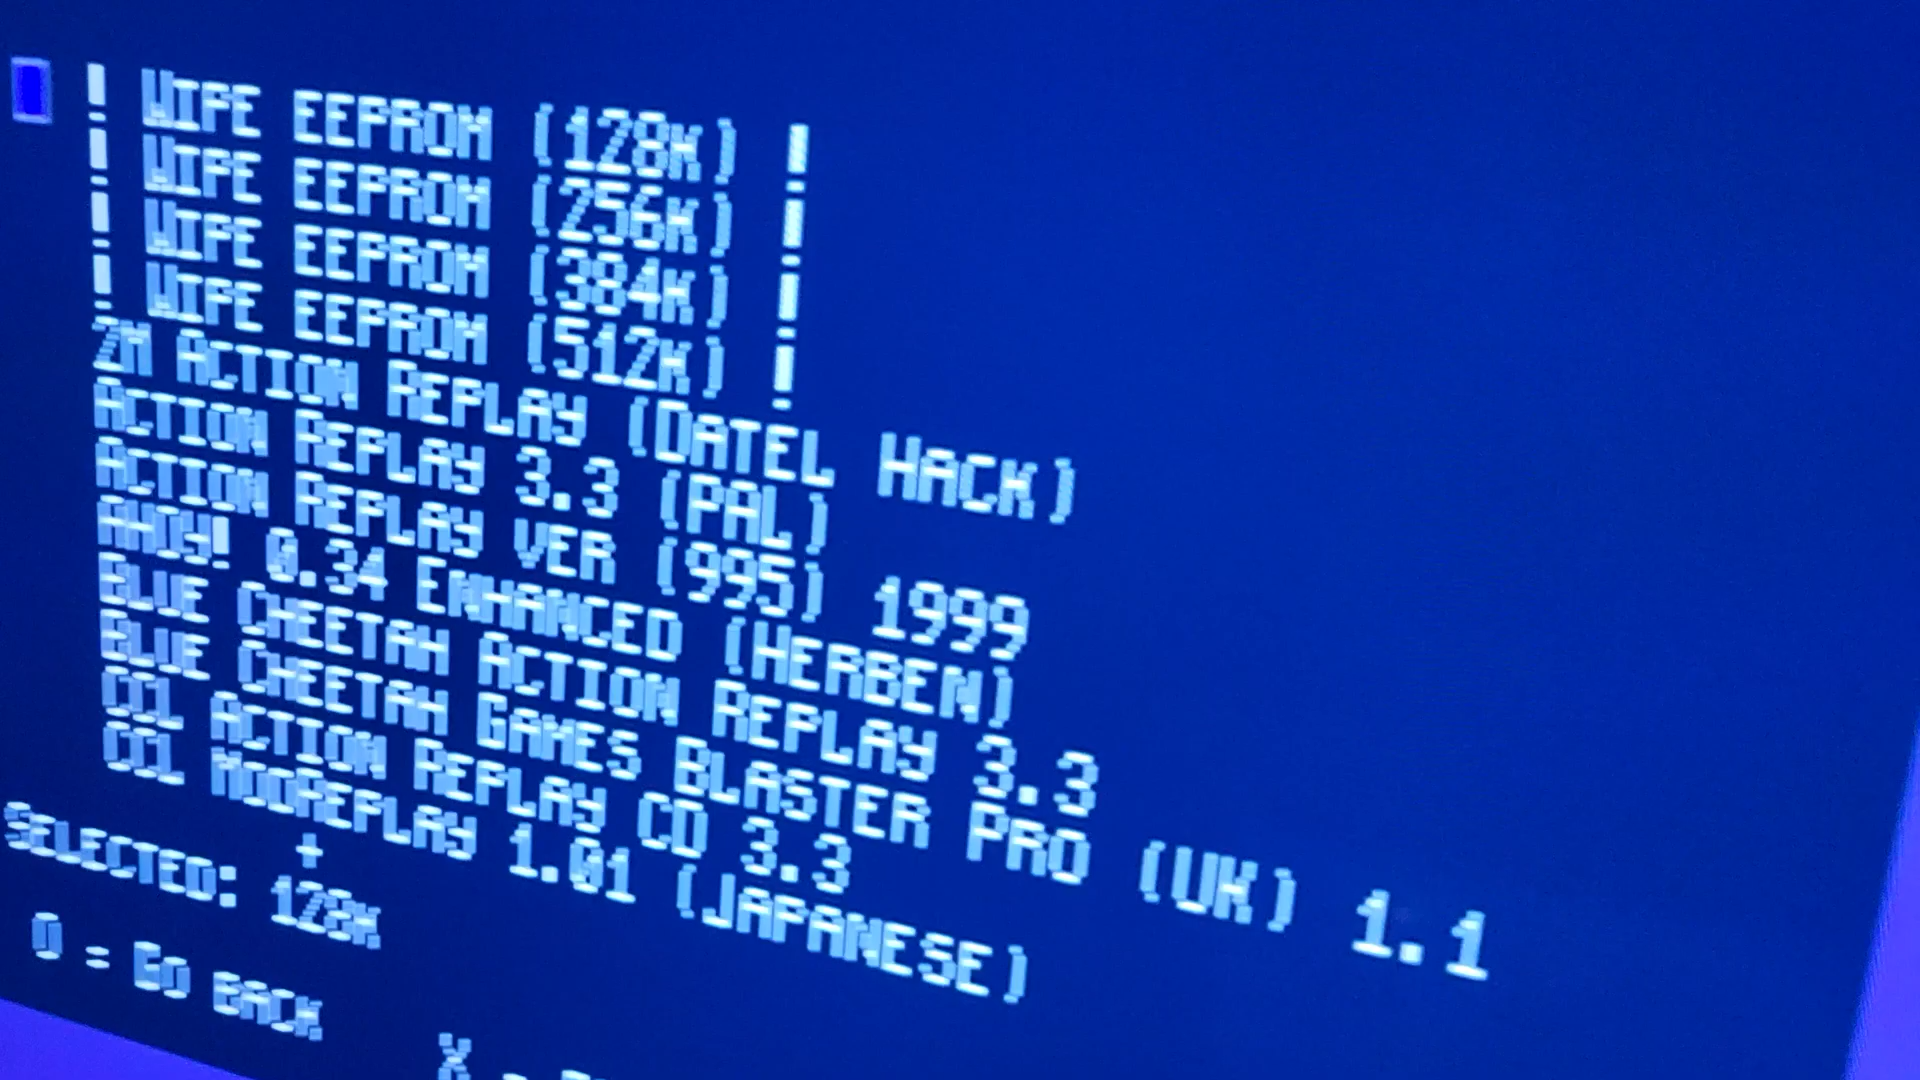 ! WIPE EEPROM (128K) !
! WIPE EEPROM (256K) !
! WIPE EEPROM (384K) !
! WIPE EEPROM (512K) !
2M ACTION REPLAY (DATEL HACK)
ACTION REPLAY 3.3 (PAL)
ACTION REPLAY VER (995) 1999
AHOY! 0.34 ENHANCED (HERBEN)
BLUE CHEETAH ACTION REPLAY 3.3
BLUE CHEETAH GAMES BLASTER PRO (UK) 1.1
ACTION REPLAY CD 3.3
NOOREPLAY 1.01 (JAPANESE)
+
SELECTED: 128K
O = GO BACK
X